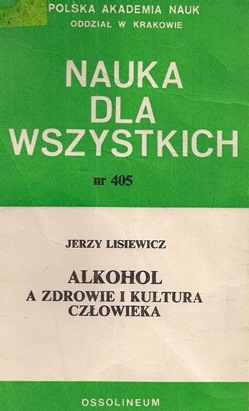 POLSKA AKADEMIA NAUK
ODDZIAŁ W KRAKOWIE
NAUKA
DLA
WSZYSTKICH
nr 405
JERZY LISIEWICZ
ALKOHOL
A ZDROWIE I KULTURA
CZŁOWIEKA
OSSOLINEUM